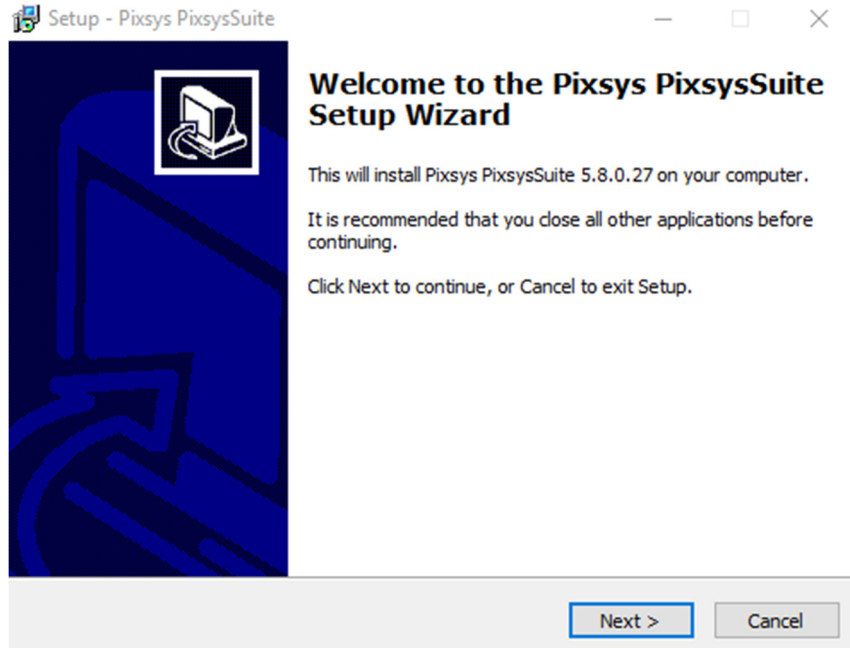 Setup - Pixsys PixsysSuite
Welcome to the Pixsys PixsysSuite
Setup Wizard
This will install Pixsys PixsysSuite 5.8.0.27 on your computer.
It is recommended that you close all other applications before
continuing.
Click Next to continue, or Cancel to exit Setup.
Next >
Cancel